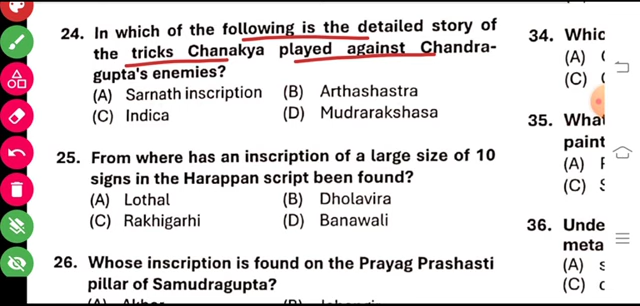 24. In which of the following is the detailed story of
the tricks Chanakya played against Chandra-
gupta's enemies?
(A) Sarnath inscription (B) Arthashastra
(C) Indica (D) Mudrarakshasa
25. From where has an inscription of a large size of 10
signs in the Harappan script been found?
(A) Lothal (B) Dholavira
(C) Rakhigarhi (D) Banawali
26. Whose inscription is found on the Prayag Prashasti
pillar of Samudragupta?
34. Whic
(A)
(C)
35. What
paint
(A)
(C)
36. Unde
meta
(A) s
(C)